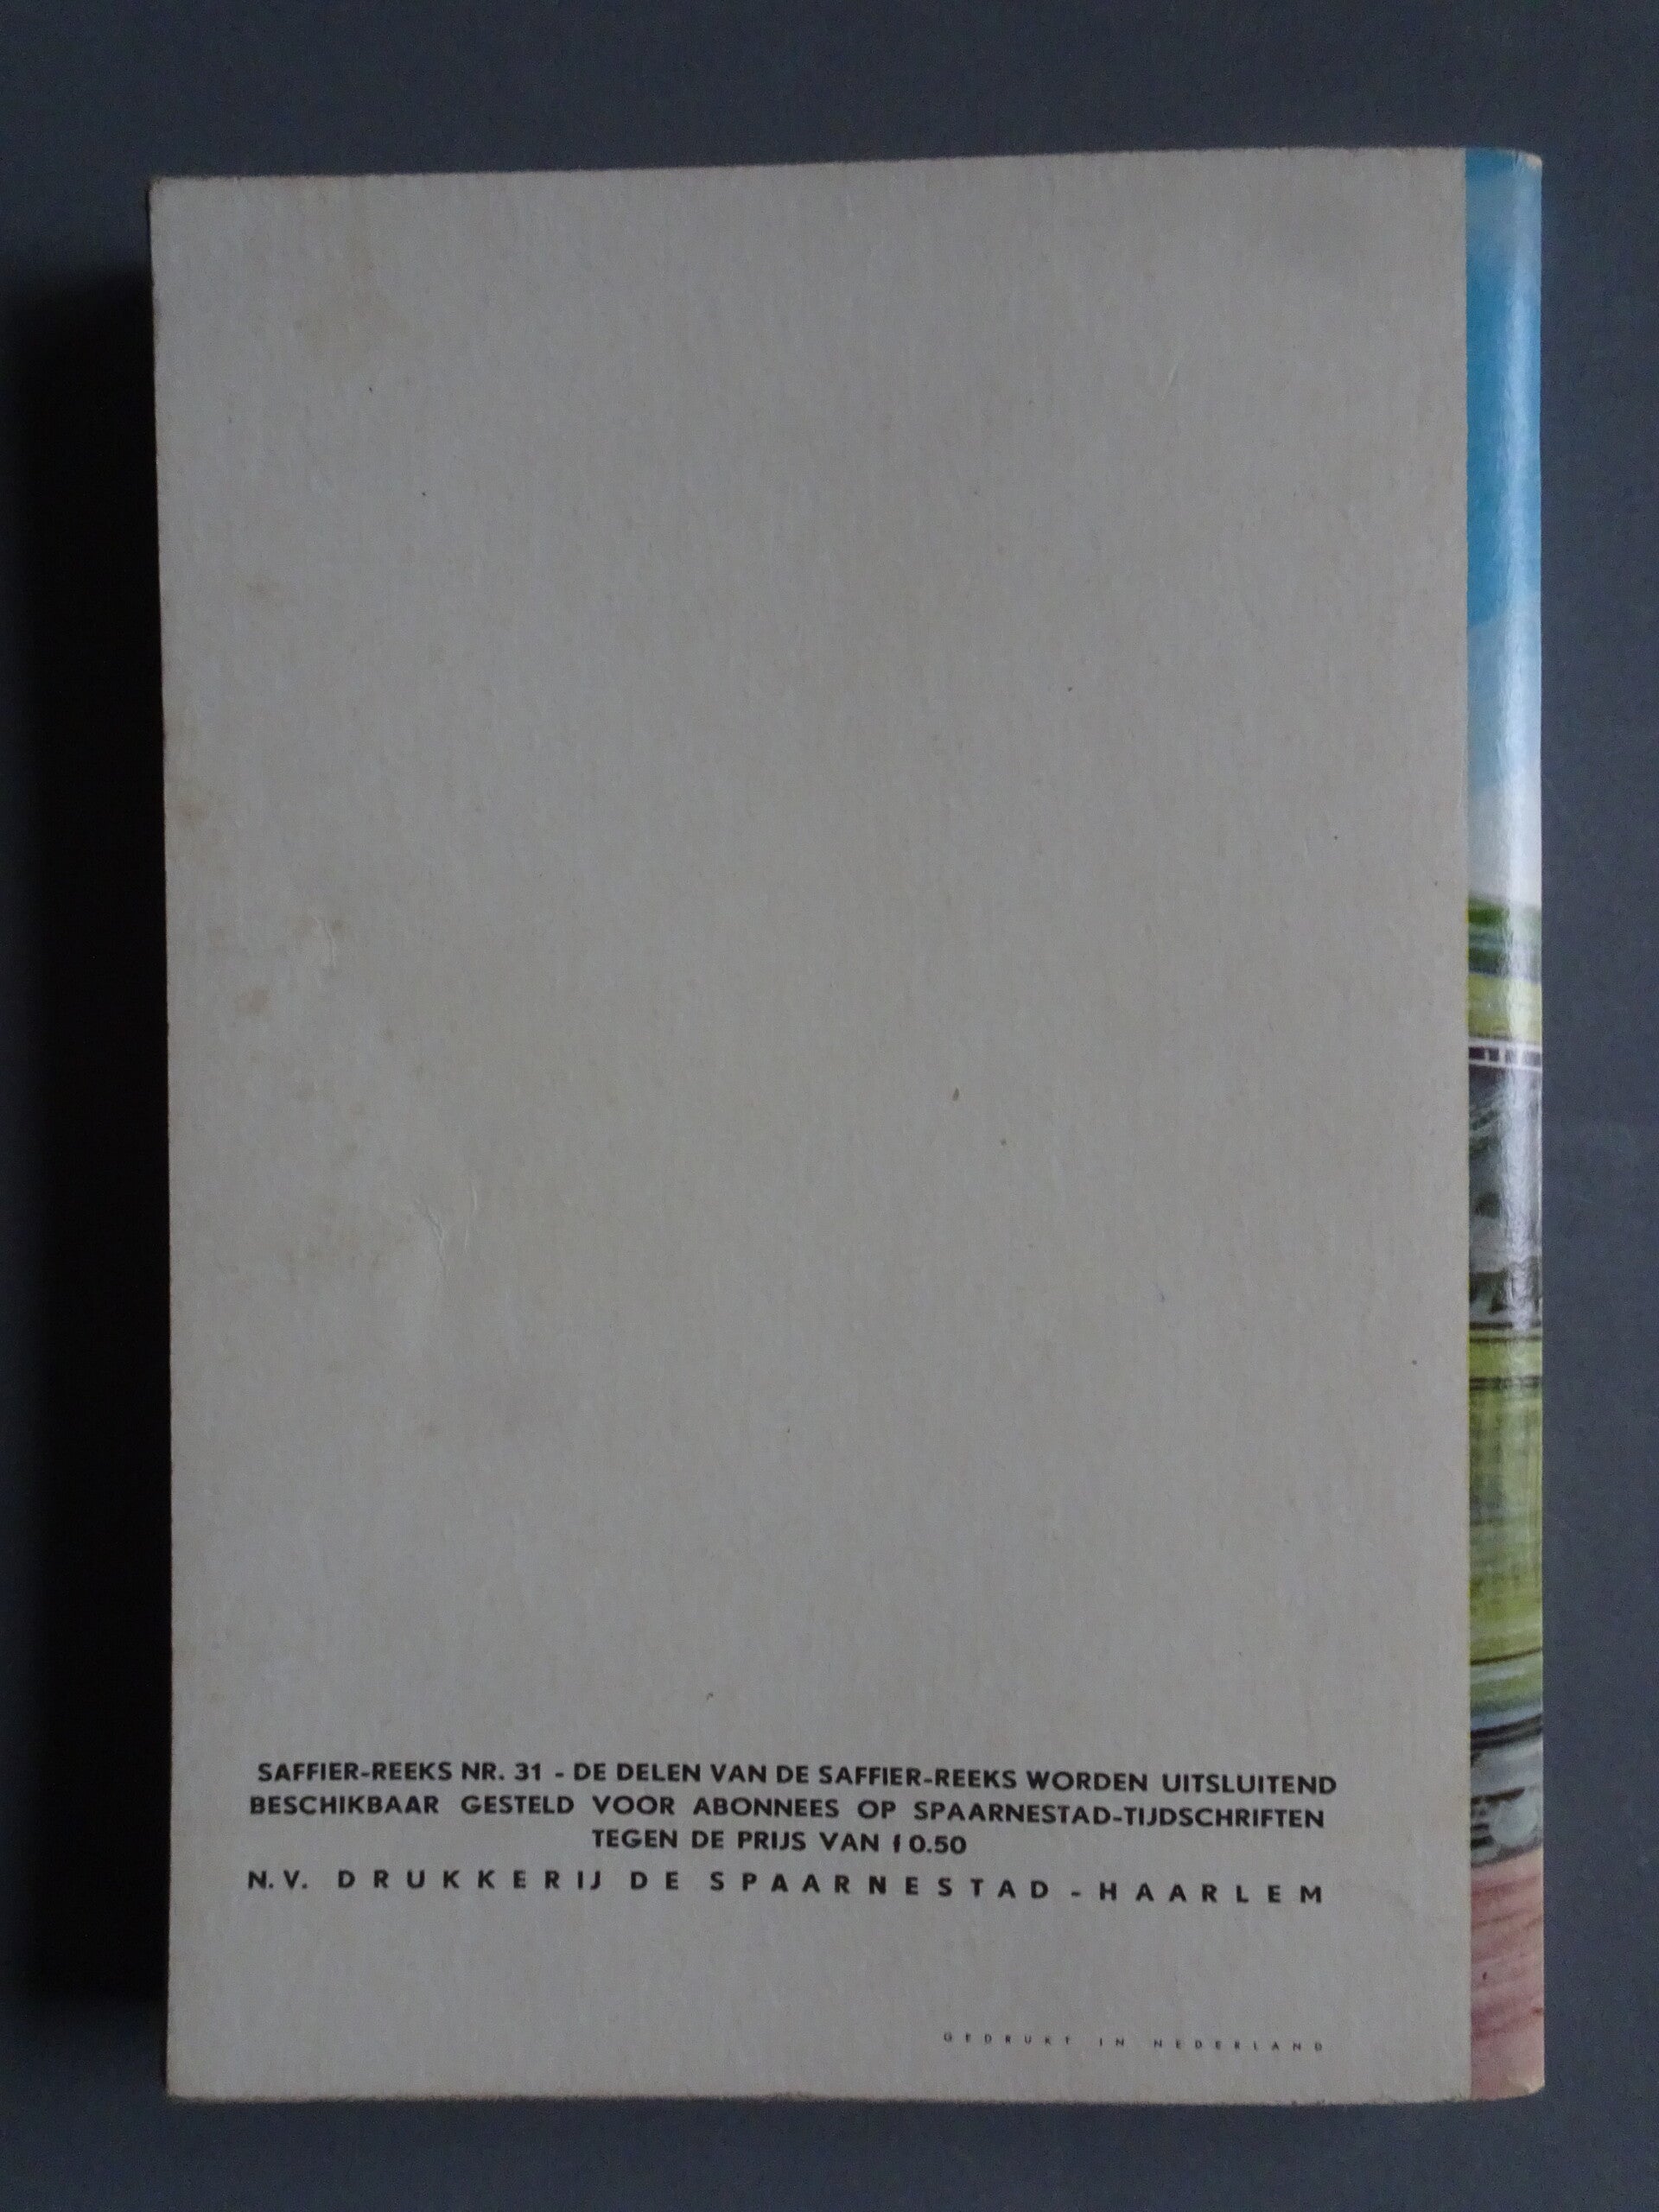 SAFFIER-REEKS NR. 31 - DE DELEN VAN DE SAFFIER-REEKS WORDEN UITSLUITEND
BESCHIKBAAR GESTELD VOOR ABONNEES OP SPAARNESTAD-TIJDSCHRIFTEN
TEGEN DE PRIJS VAN f 0.50
N.V. DRUKKERIJ DE SPAARNESTAD - HAARLEM
GEDRUKT IN NEDERLAND